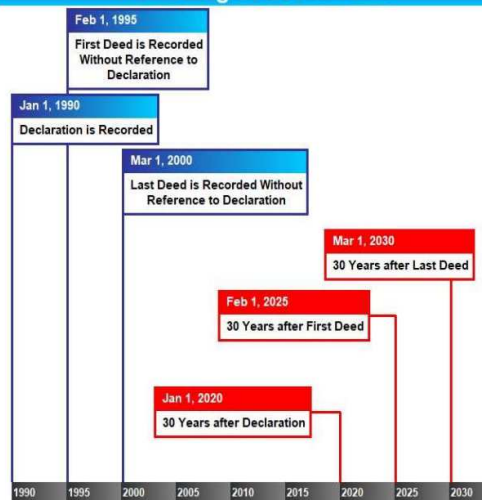 Feb 1, 1995
First Deed is Recorded
Without Reference to
Declaration
Jan 1, 1990
Declaration is Recorded
Mar 1, 2000
Last Deed is Recorded Without
Reference to Declaration
Mar 1, 2030
30 Years after Last Deed
Feb 1, 2025
30 Years after First Deed
Jan 1, 2020
30 Years after Declaration
1990 1995 2000 2005 2010 2015 2020 2025 2030